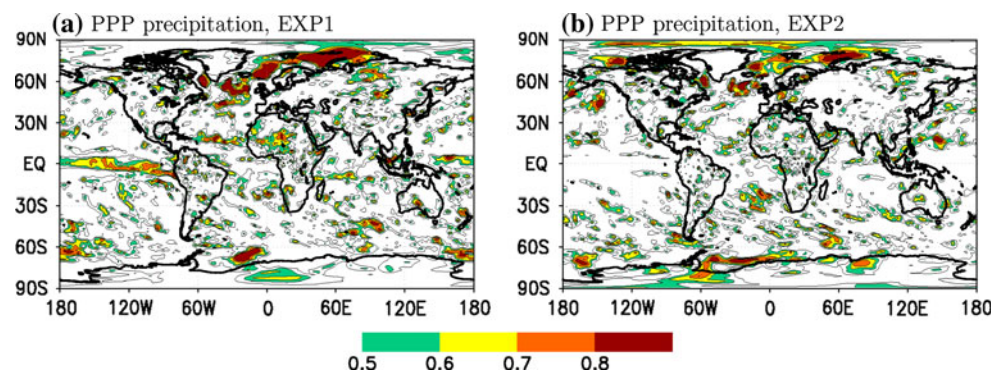 (a) PPP precipitation, EXP1
90N
60N
30N
EQ
30S
60S
90S
180 120W 60W 0 60E 120E 180
(b) PPP precipitation, EXP2
90N
60N
30N
EQ
30S
60S
90S
180 120W 60W 0 60E 120E 180
0.5 0.6 0.7 0.8